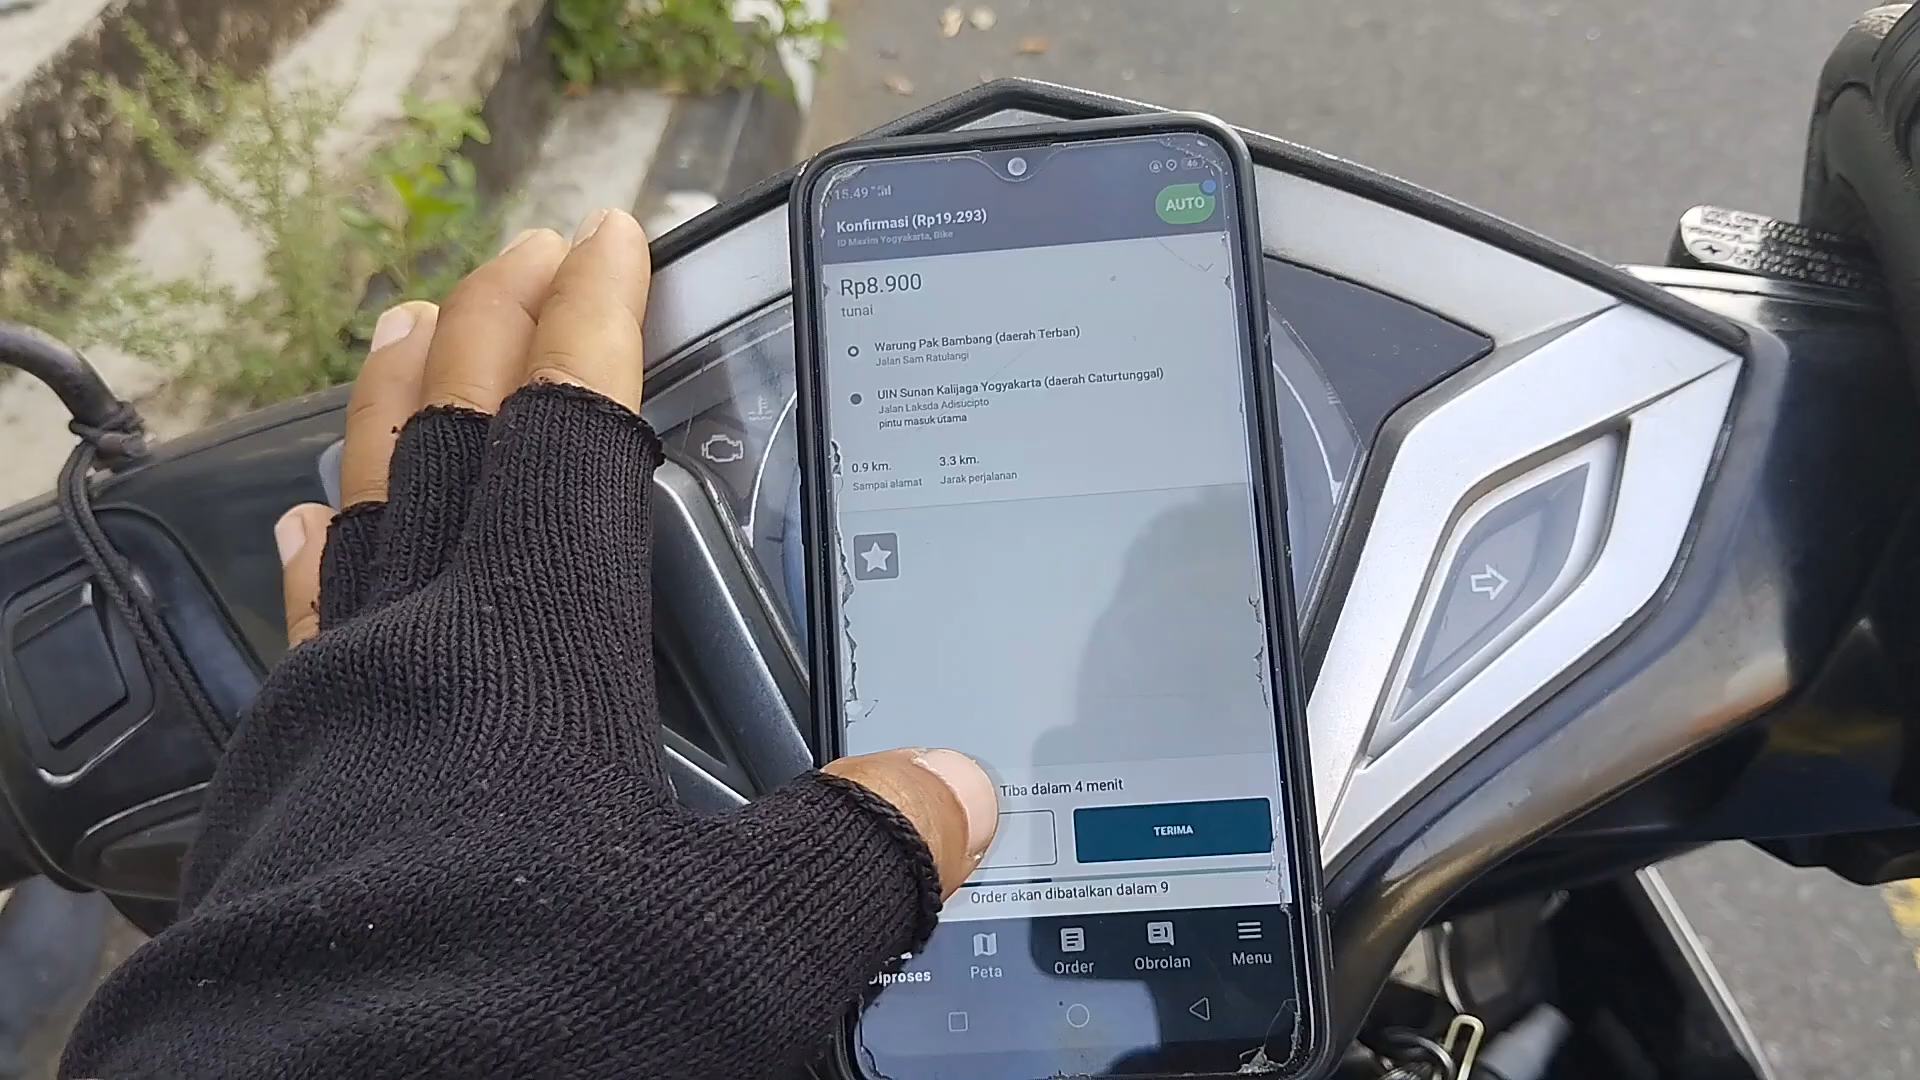 15.49
46
Konfirmasi (Rp19.293)
ID Maxim Yogyakarta, Bike
AUTO
Rp8.900
tunai
Warung Pak Bambang (daerah Terban)
Jalan Sam Ratulangi
UIN Sunan Kalijaga Yogyakarta (daerah Caturtunggal)
Jalan Laksda Adisucipto
pintu masuk utama
0.9 km. 3.3 km.
Sampai alamat Jarak perjalanan
Tiba dalam 4 menit
TERIMA
Order akan dibatalkan dalam 9
Diproses Peta Order Obrolan Menu